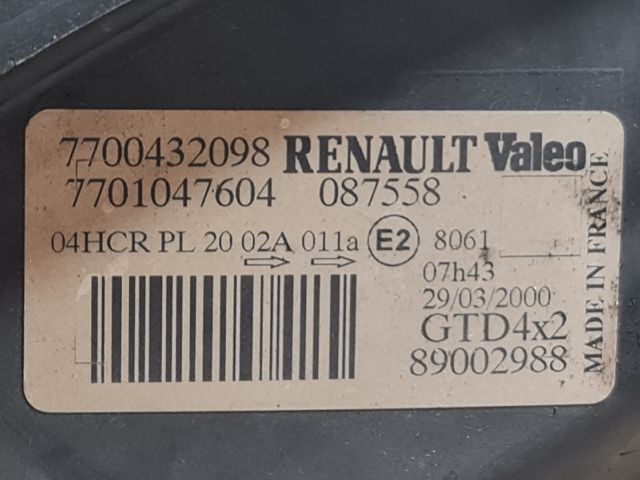 7700432098 RENAULT Valeo
7701047604 087558
04HCR PL 20 02A 011a E2 8061
07h43
29/03/2000
GTD4x2
89002988
MADE IN FRANCE